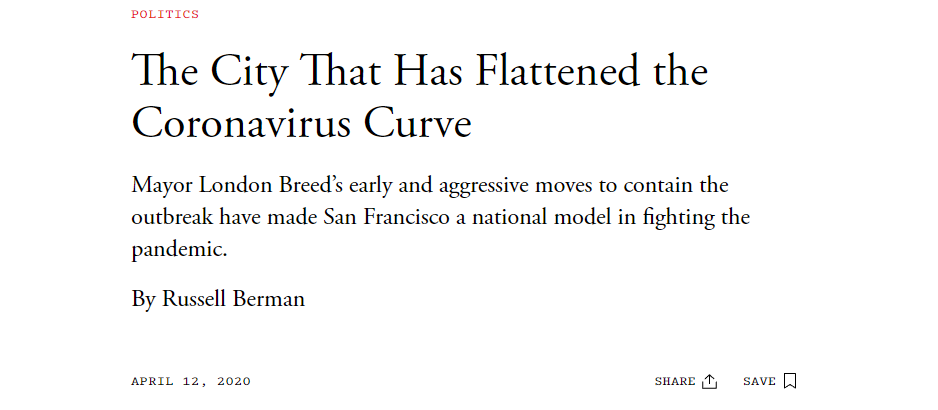 POLITICS
The City That Has Flattened the
Coronavirus Curve
Mayor London Breed’s early and aggressive moves to contain the
outbreak have made San Francisco a national model in fighting the
pandemic.
By Russell Berman
APRIL 12, 2020 SHARE SAVE